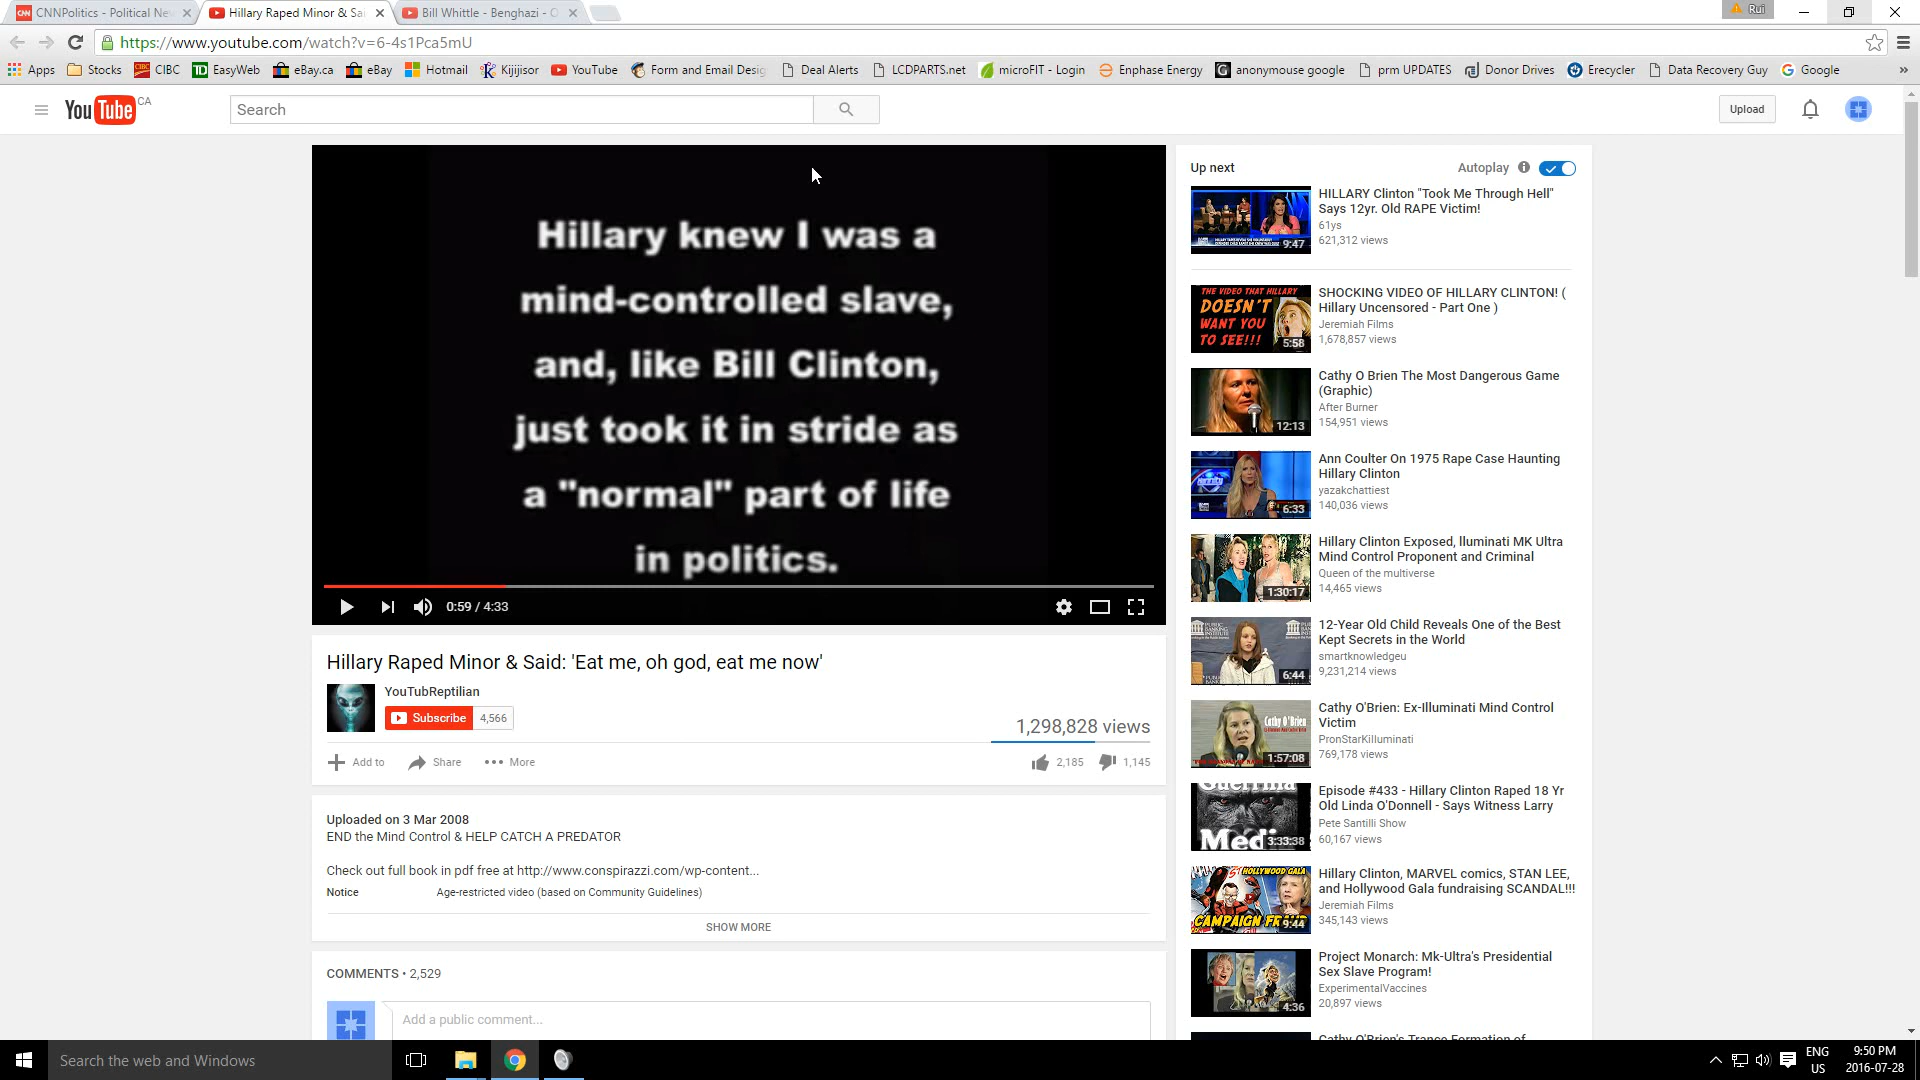 CNNPolitics - Political New
Hillary Raped Minor & Sa
Bill Whittle - Benghazi - O
Rui
https://www.youtube.com/watch?v=6-4s1Pca5mU
Apps Stocks CIBC EasyWeb eBay.ca eBay Hotmail Kijijisor YouTube Form and Email Desig Deal Alerts LCDPARTS.net microFIT - Login Enphase Energy anonymouse google prm UPDATES Donor Drives Erecycler Data Recovery Guy Google »
YouTube CA
Search
Upload
Hillary knew I was a
mind-controlled slave,
and, like Bill Clinton,
just took it in stride as
a "normal" part of life
in politics.
0:59 / 4:33
Hillary Raped Minor & Said: 'Eat me, oh god, eat me now'
YouTubReptilian
Subscribe 4,566
1,298,828 views
Add to Share More
2,185 1,145
Uploaded on 3 Mar 2008
END the Mind Control & HELP CATCH A PREDATOR
Check out full book in pdf free at http://www.conspirazzi.com/wp-content...
Notice Age-restricted video (based on Community Guidelines)
SHOW MORE
COMMENTS • 2,529
Add a public comment...
Up next
Autoplay
9:47
HILLARY Clinton "Took Me Through Hell"
Says 12yr. Old RAPE Victim!
61ys
621,312 views
THE VIDEO THAT HILLARY
DOESN'T
WANT YOU
TO SEE!!!
5:58
SHOCKING VIDEO OF HILLARY CLINTON! (
Hillary Uncensored - Part One )
Jeremiah Films
1,678,857 views
12:13
Cathy O Brien The Most Dangerous Game
(Graphic)
After Burner
154,951 views
6:33
Ann Coulter On 1975 Rape Case Haunting
Hillary Clinton
yazakchattiest
140,036 views
1:30:17
Hillary Clinton Exposed, Iluminati MK Ultra
Mind Control Proponent and Criminal
Queen of the multiverse
14,465 views
6:44
12-Year Old Child Reveals One of the Best
Kept Secrets in the World
smartknowledgeu
9,231,214 views
Cathy O'Brien
1:57:08
Cathy O'Brien: Ex-Illuminati Mind Control
Victim
PronStarKilluminati
769,178 views
Guerrilla
Medi
3:33:38
Episode #433 - Hillary Clinton Raped 18 Yr
Old Linda O'Donnell - Says Witness Larry
Pete Santilli Show
60,167 views
HOLLYWOOD GALA
CAMPAIGN FRAUD
9:44
Hillary Clinton, MARVEL comics, STAN LEE,
and Hollywood Gala fundraising SCANDAL!!!
Jeremiah Films
345,143 views
4:36
Project Monarch: Mk-Ultra's Presidential
Sex Slave Program!
ExperimentalVaccines
20,897 views
Cathy O'Brien's Trance Formation of
Search the web and Windows
ENG
US
9:50 PM
2016-07-28